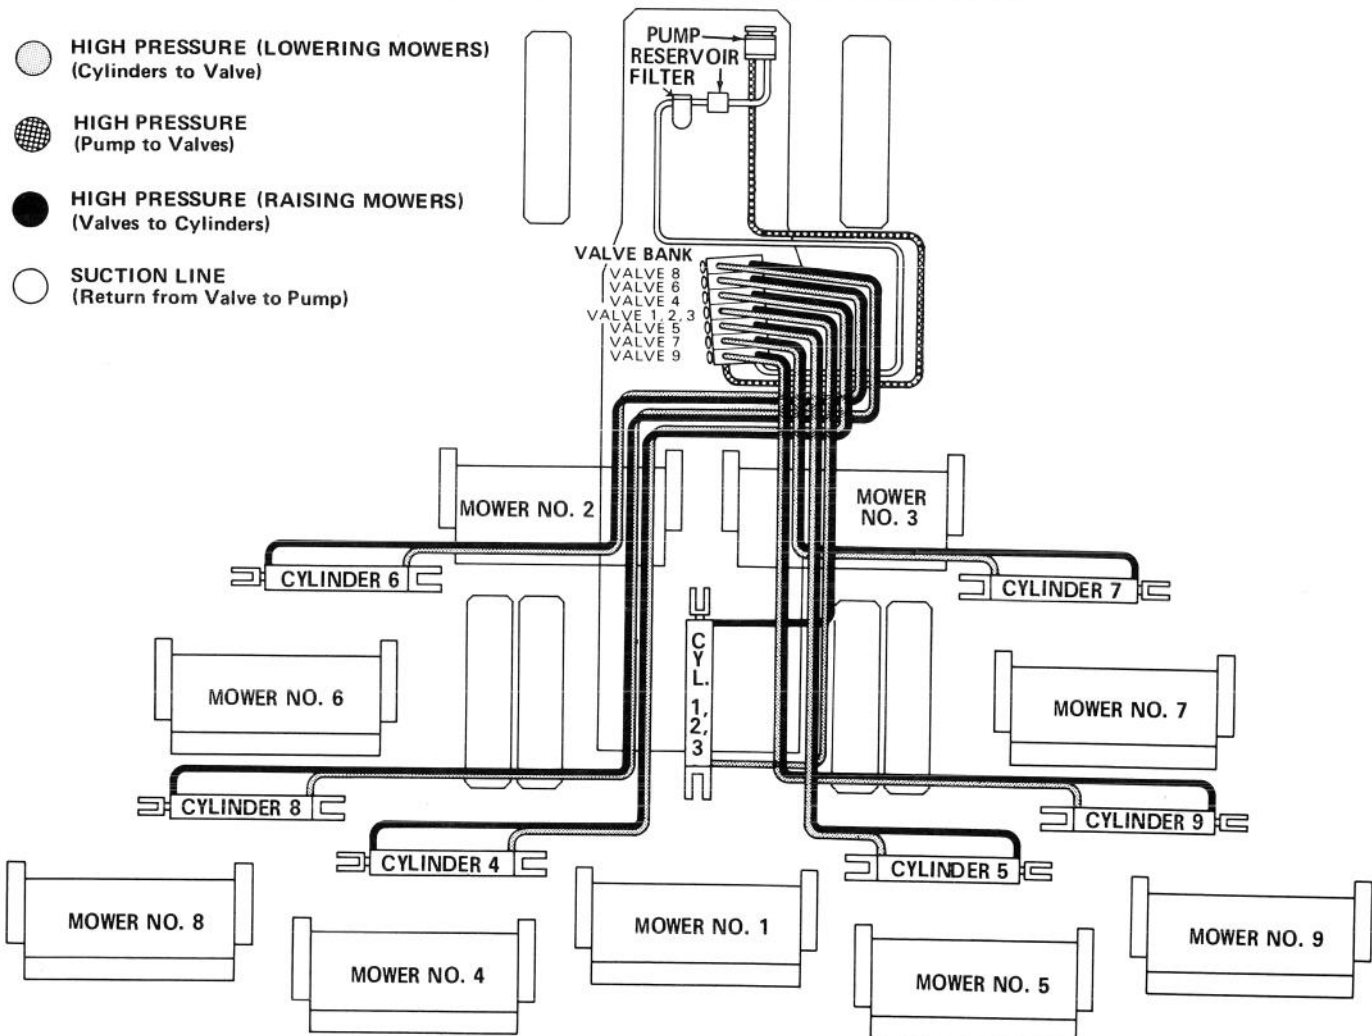 HIGH PRESSURE (LOWERING MOWERS)
(Cylinders to Valve)
HIGH PRESSURE
(Pump to Valves)
HIGH PRESSURE (RAISING MOWERS)
(Valves to Cylinders)
SUCTION LINE
(Return from Valve to Pump)
PUMP
RESERVOIR
FILTER
VALVE BANK
VALVE 8
VALVE 6
VALVE 4
VALVE 1, 2, 3
VALVE 5
VALVE 7
VALVE 9
MOWER NO. 2
MOWER
NO. 3
CYLINDER 6
CYLINDER 7
CYL. 1, 2, 3
MOWER NO. 6
MOWER NO. 7
CYLINDER 8
CYLINDER 9
CYLINDER 4
CYLINDER 5
MOWER NO. 8
MOWER NO. 1
MOWER NO. 9
MOWER NO. 4
MOWER NO. 5